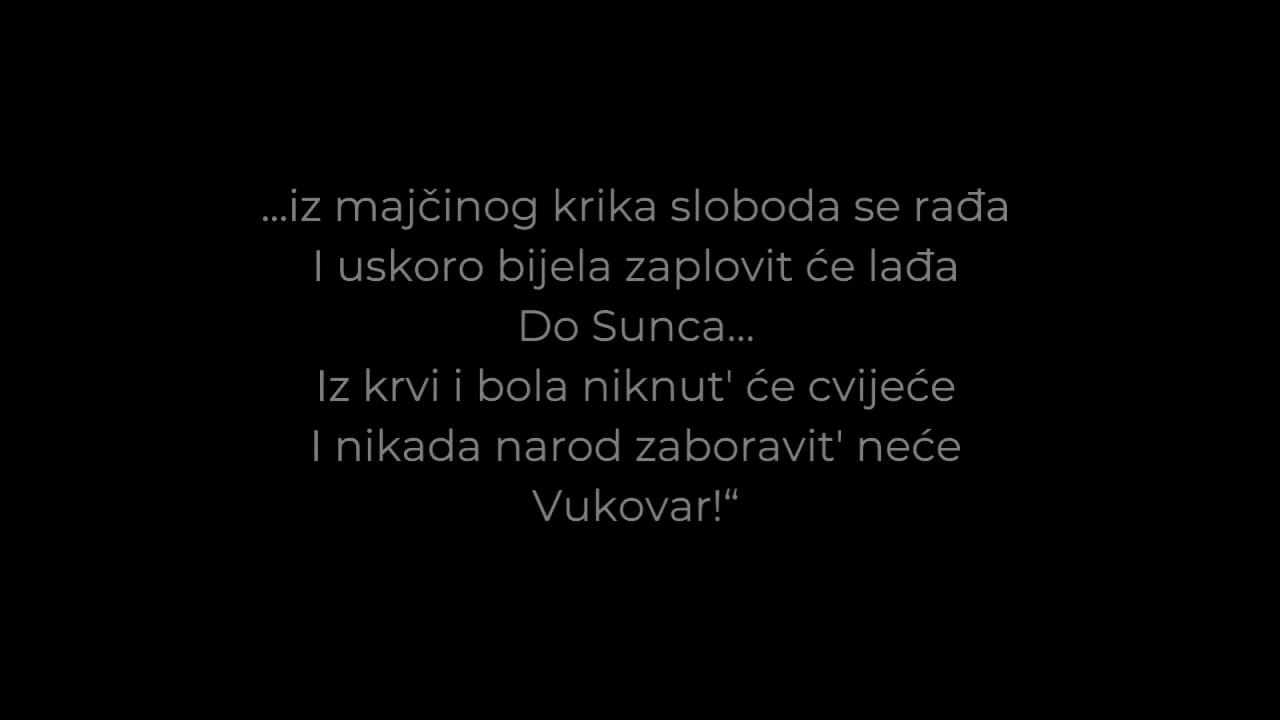 ...iz majčinog krika sloboda se rađa
I uskoro bijela zaplovit će lađa
Do Sunca...
Iz krvi i bola niknut' će cvijeće
I nikada narod zaboravit' neće
Vukovar!“